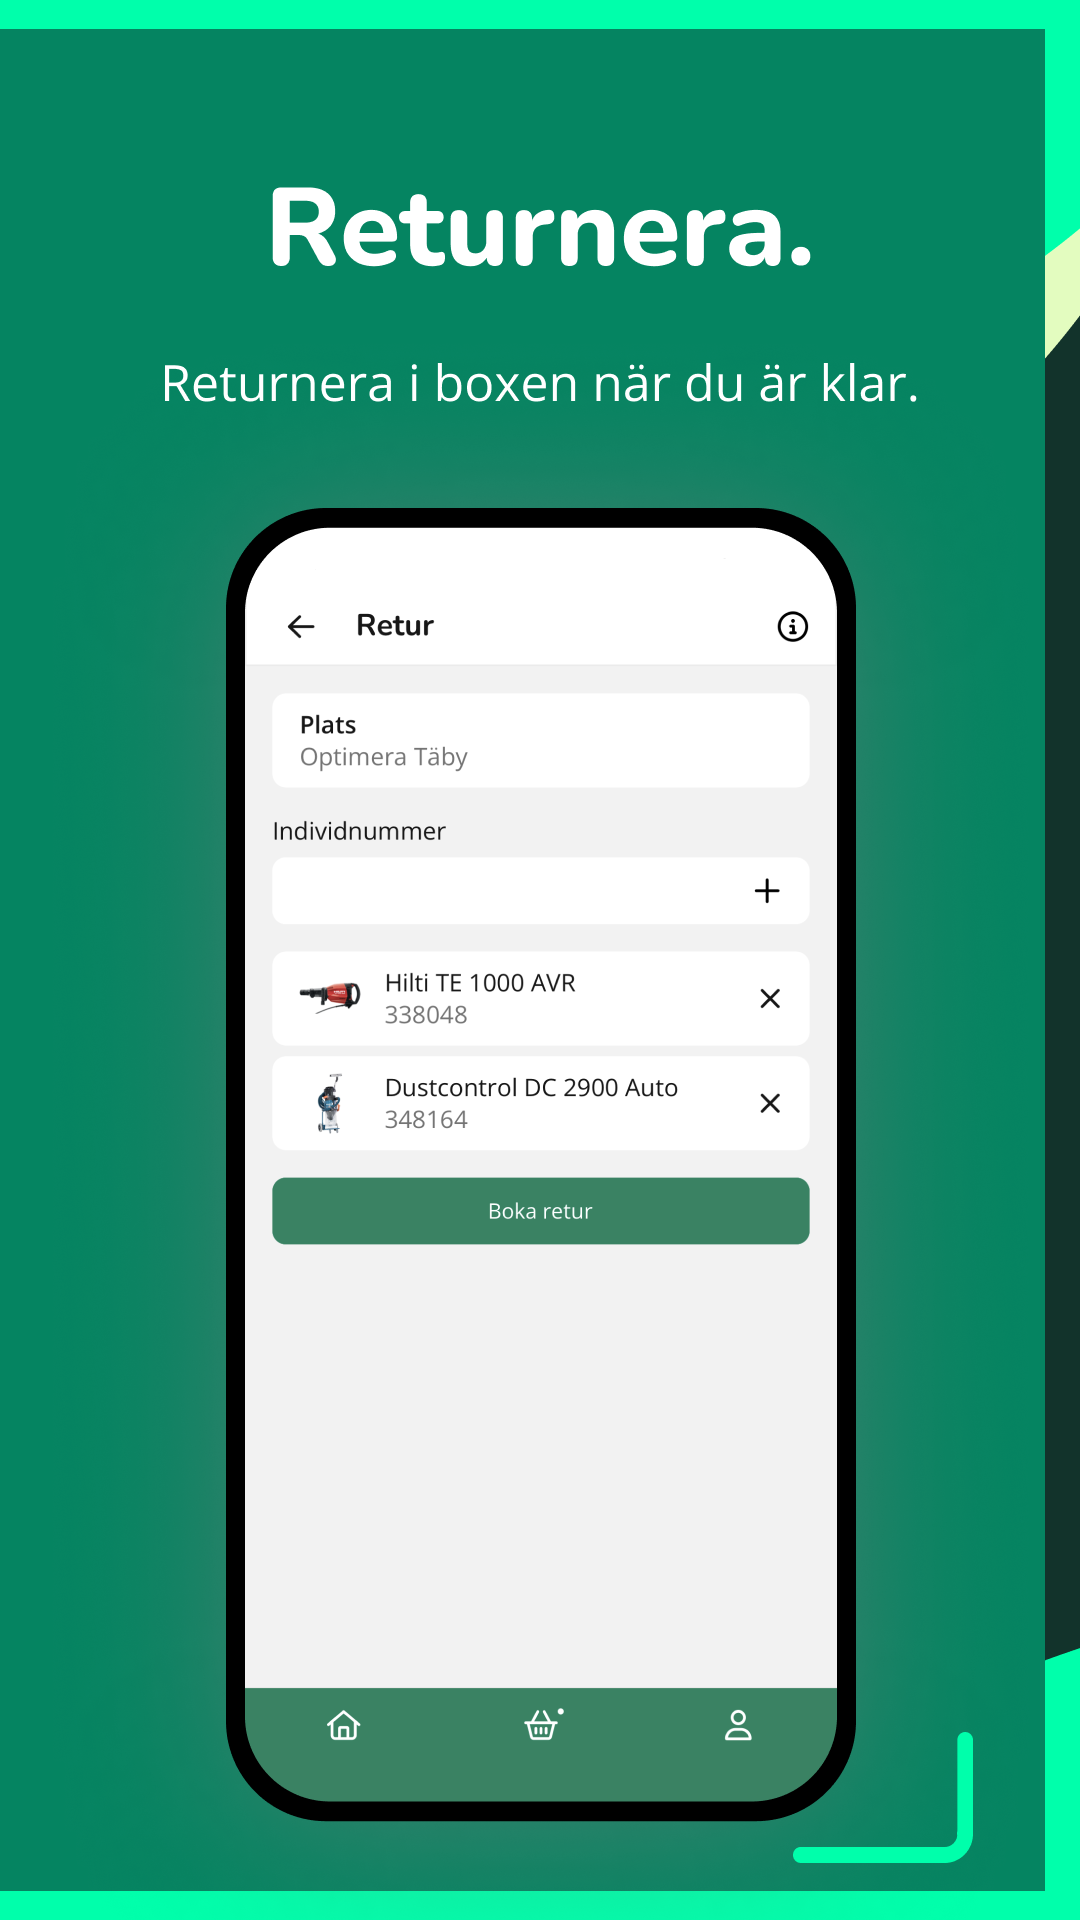 Returnera.
Returnera i boxen när du är klar.
Retur
Plats
Optimera Täby
Individnummer
Hilti TE 1000 AVR
338048
Dustcontrol DC 2900 Auto
348164
Boka retur